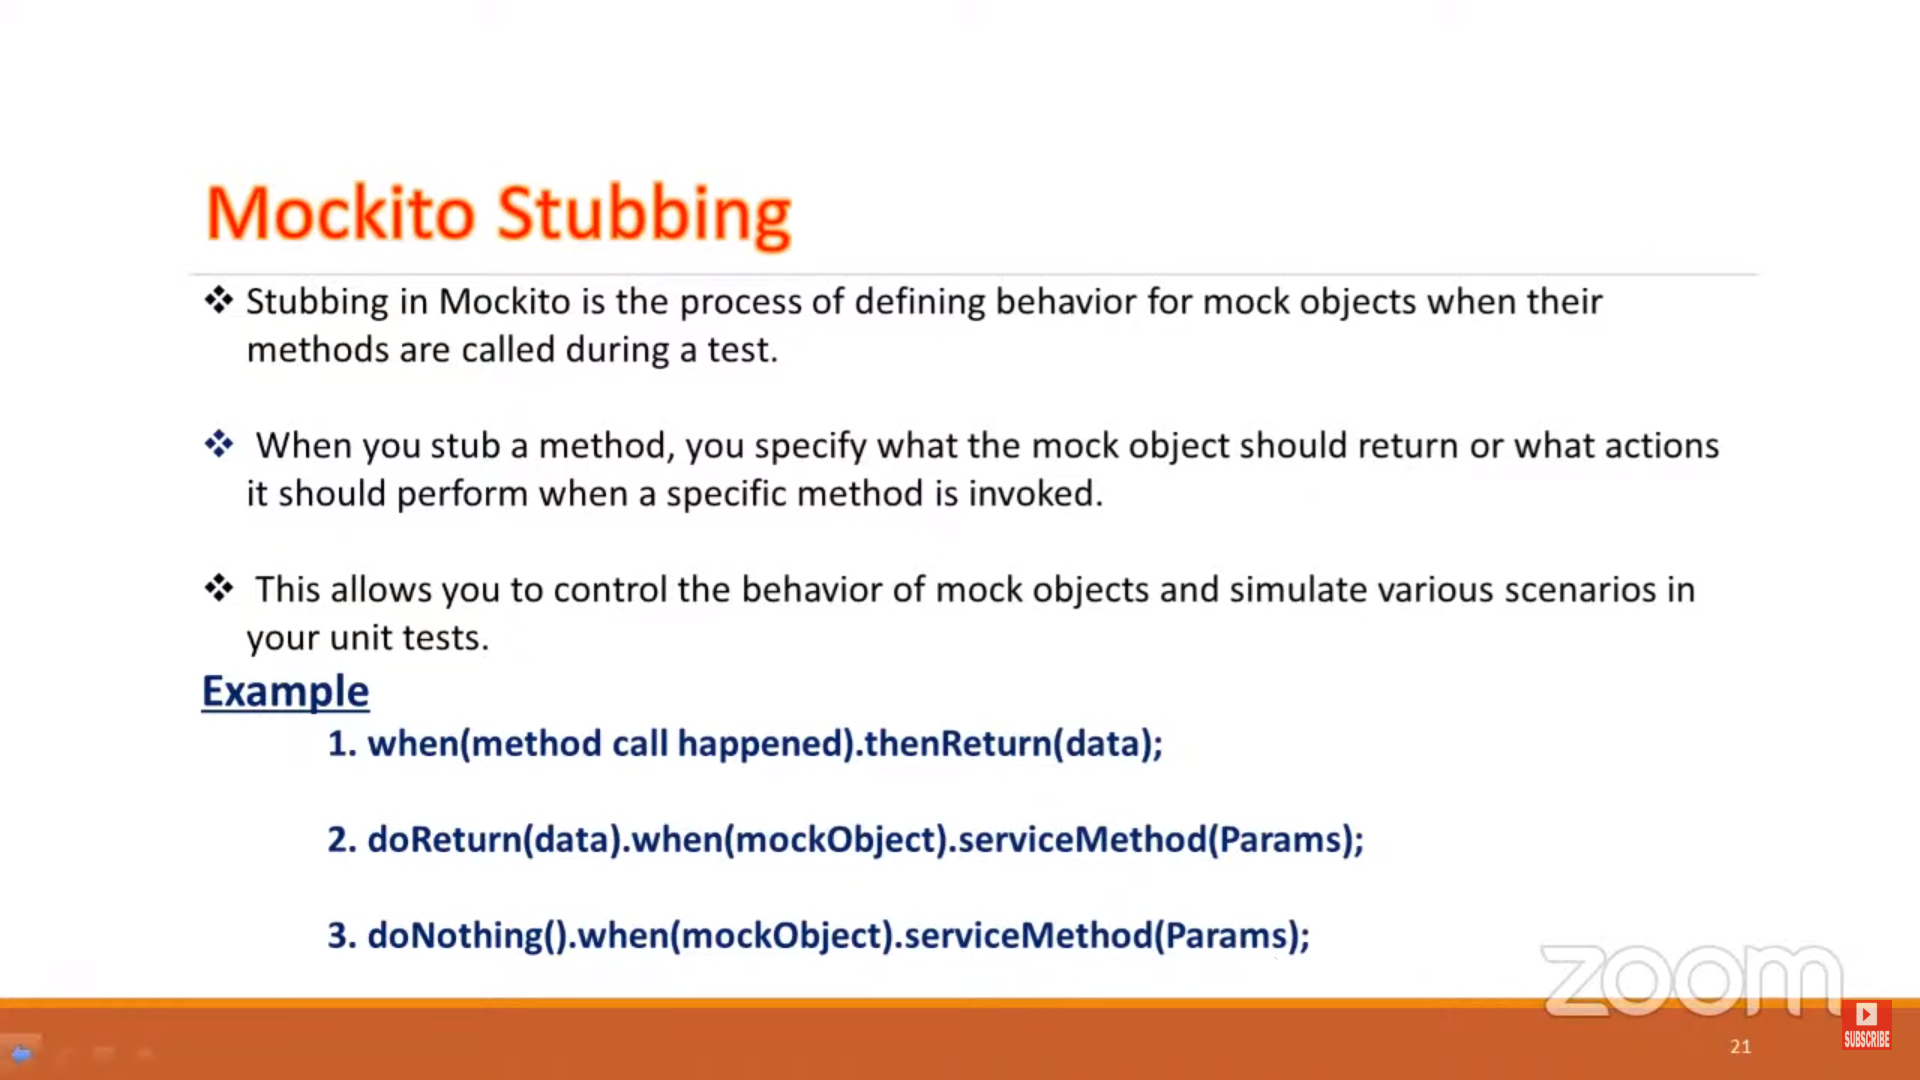 Mockito Stubbing
❖ Stubbing in Mockito is the process of defining behavior for mock objects when their
methods are called during a test.
❖ When you stub a method, you specify what the mock object should return or what actions
it should perform when a specific method is invoked.
❖ This allows you to control the behavior of mock objects and simulate various scenarios in
your unit tests.
Example
1. when(method call happened).thenReturn(data);
2. doReturn(data).when(mockObject).serviceMethod(Params);
3. doNothing().when(mockObject).serviceMethod(Params);
zoom
SUBSCRIBE
21